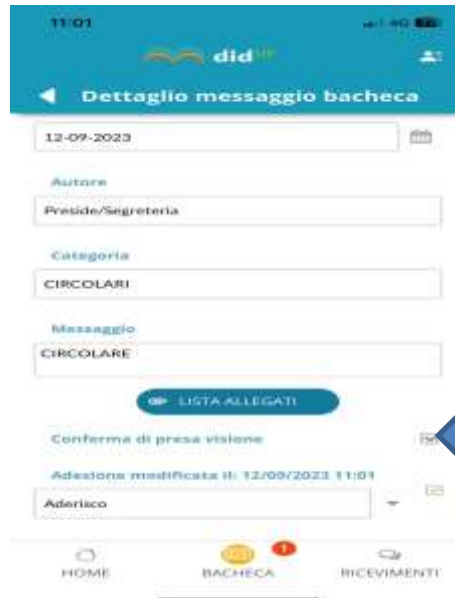 11:01
4G
did
Dettaglio messaggio bacheca
12-09-2023
Autore
Preside/Segreteria
Categoria
CIRCOLARI
Messaggio
CIRCOLARE
LISTA ALLEGATI
Conferma di presa visione
Adesione modificata il: 12/09/2023 11:01
Aderisco
1
HOME BACHECA RICEVIMENTI